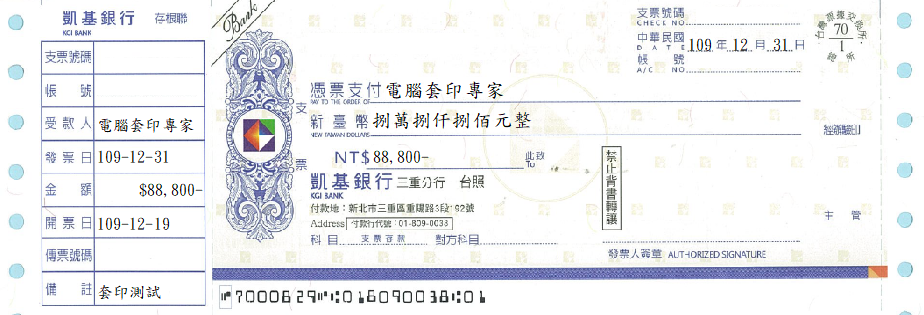 凱基銀行 存根聯
KGI BANK
支票號碼
帳 號
受款人 電腦套印專家
發票日 109-12-31
金 額 $88,800-
開票日 109-12-19
傳票號碼
備 註 套印測試
Bank
支票號碼
CHECK NO.
中華民國 109 年 12 月 31 日
DATE
帳 號
A/C NO
台灣票據交換所
70
1
憑票支付 電腦套印專家
PAY TO THE ORDER OF
新臺幣 捌萬捌仟捌佰元整
NEW TAIWAN DOLLARS
支票
NT$88,800-
此致
TO
凱基銀行 三重分行 台照
KGI BANK
付款地：新北市三重區重陽路3段192號
Address 付款行代號：01-809-0038
科目 支票存款 對方科目
禁止背書轉讓
主 管
發票人簽章 AUTHORIZED SIGNATURE
7000629 01 6090038 01